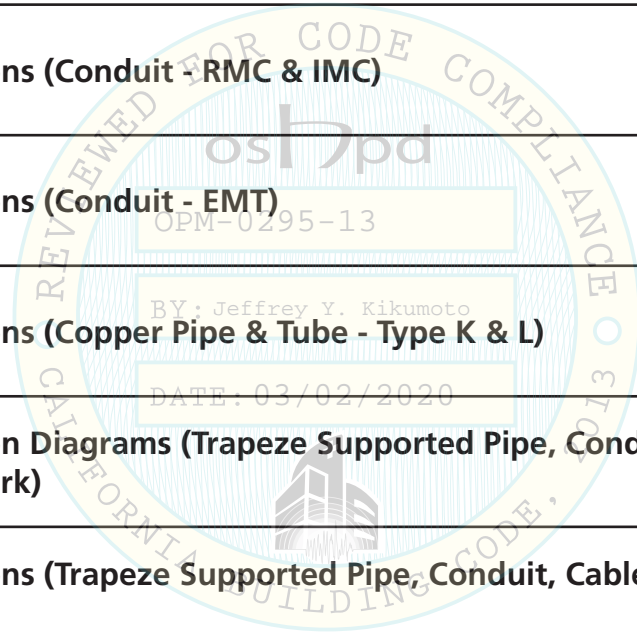 ns (Conduit - RMC & IMC)
ns (Conduit - EMT)
ns (Copper Pipe & Tube - Type K & L)
n Diagrams (Trapeze Supported Pipe, Cond
rk)
ns (Trapeze Supported Pipe, Conduit, Cable
REVIEWED FOR CODE COMPLIANCE
oshpd
OPM-0295-13
BY: Jeffrey Y. Kikumoto
DATE: 03/02/2020
CALIFORNIA BUILDING CODE, 2013